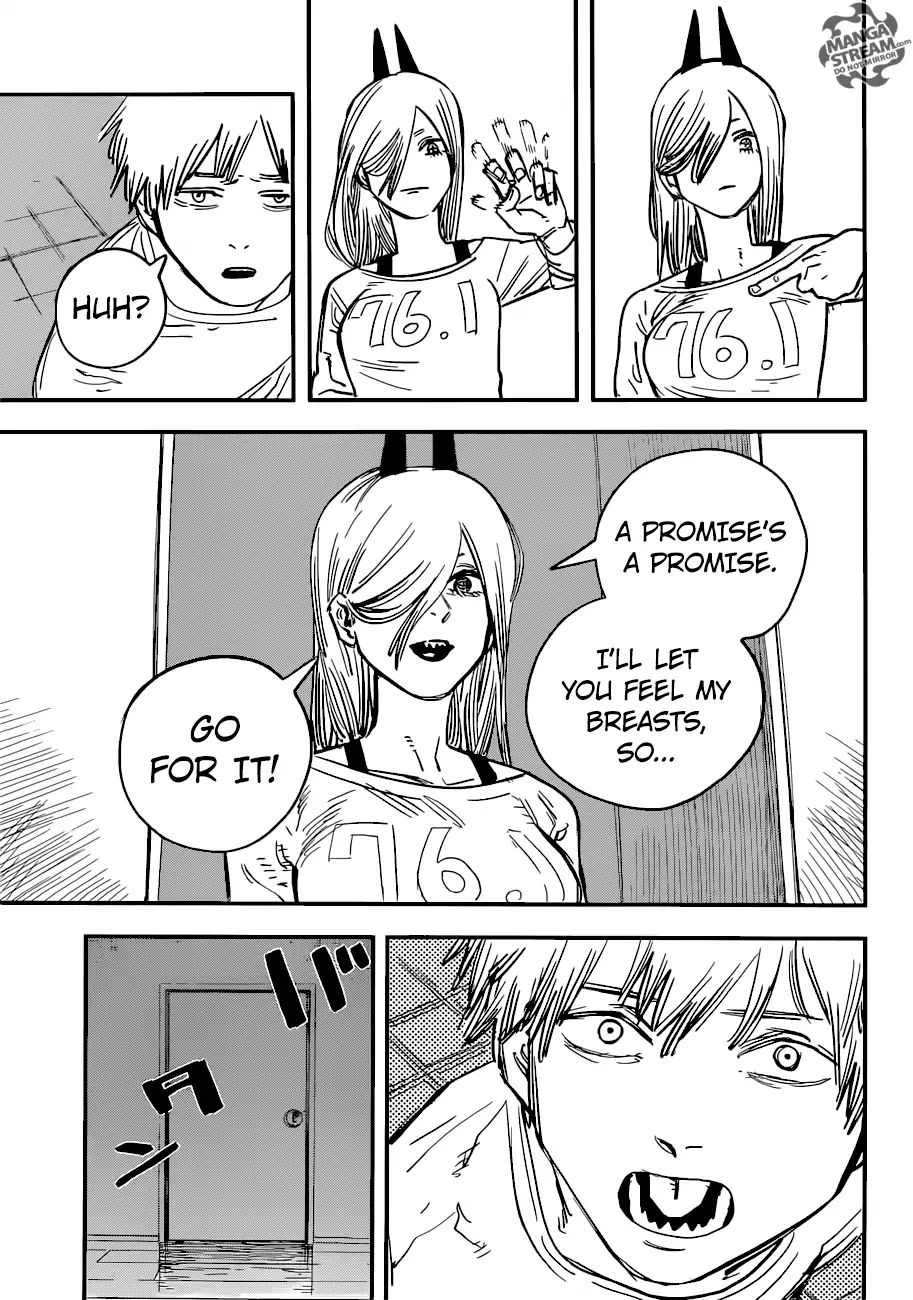 MANGA
STREAM.com
DO NOT MIRROR
76.1
76.1
HUH?
A PROMISE'S
A PROMISE.
I'LL LET
YOU FEEL MY
BREASTS,
SO...
GO
FOR IT!
76.1
バ
タ
ン